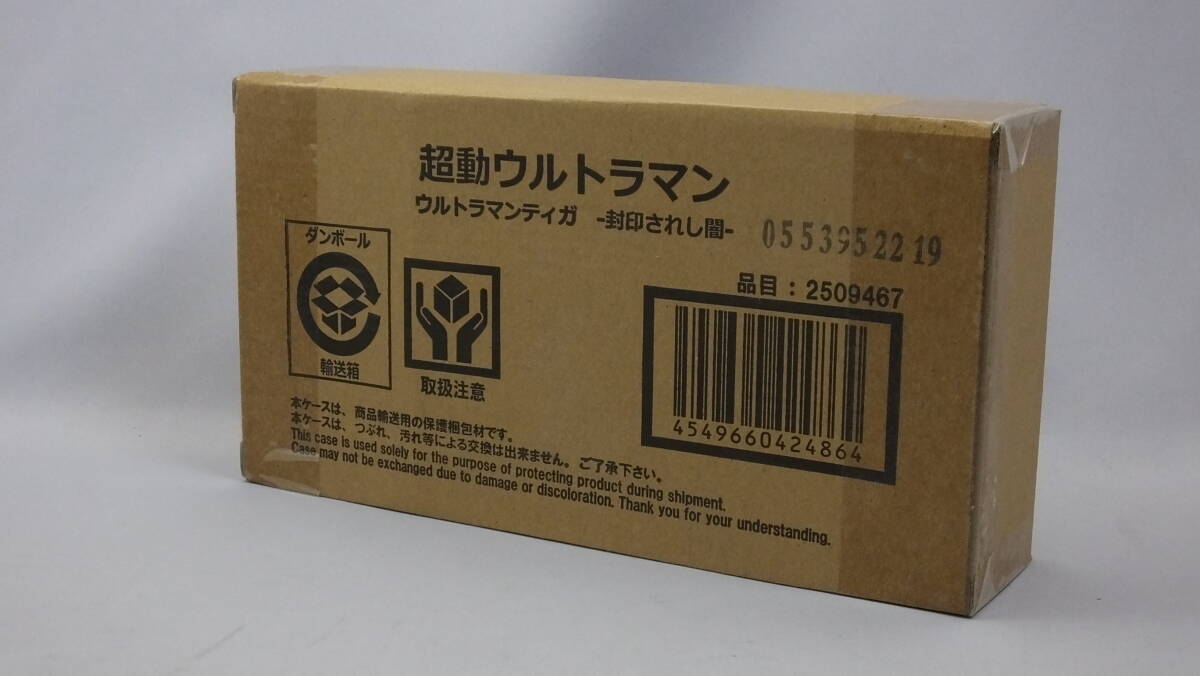 超動ウルトラマン
ウルトラマンティガ -封印されし闇-
0553952219
ダンボール
輸送箱
取扱注意
品目：2509467
4549660424864
本ケースは、商品輸送用の保護梱包材です。
本ケースは、つぶれ、汚れ等による交換は出来ません。ご了承下さい。
This case is used solely for the purpose of protecting product during shipment.
Case may not be exchanged due to damage or discoloration. Thank you for your understanding.